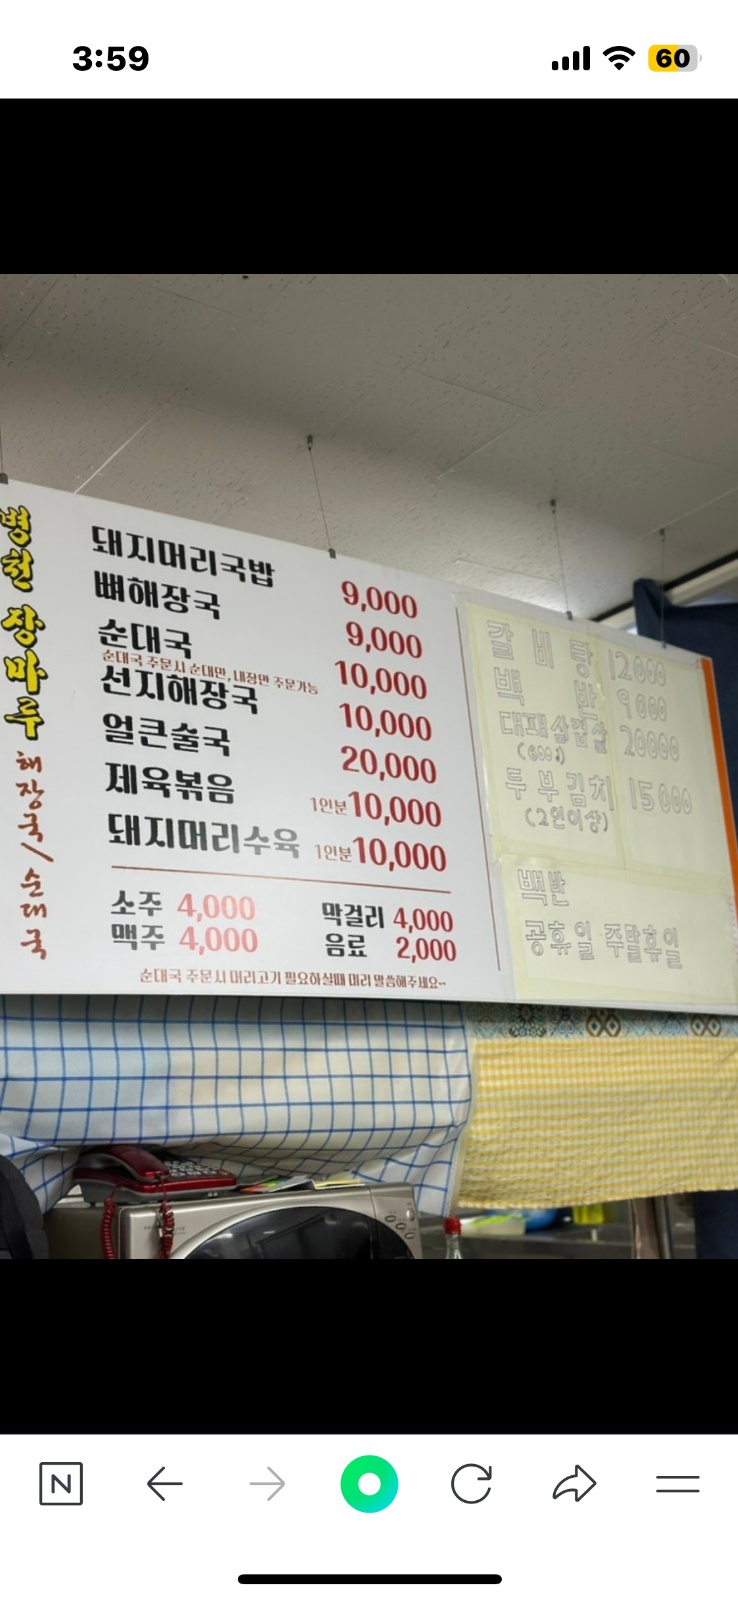 3:59
60
병천 장마루
해장국\순대국
돼지머리국밥 9,000
뼈해장국 9,000
순대국 10,000
순대국 주문시 순대만, 내장만 주문가능
선지해장국 10,000
얼큰술국 20,000
제육볶음 1인분 10,000
돼지머리수육 1인분 10,000
소주 4,000 막걸리 4,000
맥주 4,000 음료 2,000
순대국 주문시 머리고기 필요하실때 미리 말씀해주세요~
갈비탕 12000
백반 9000
대패삼겹살 20000
(600g)
두부김치 15000
(2인이상)
백반
공휴일 주말휴일
N